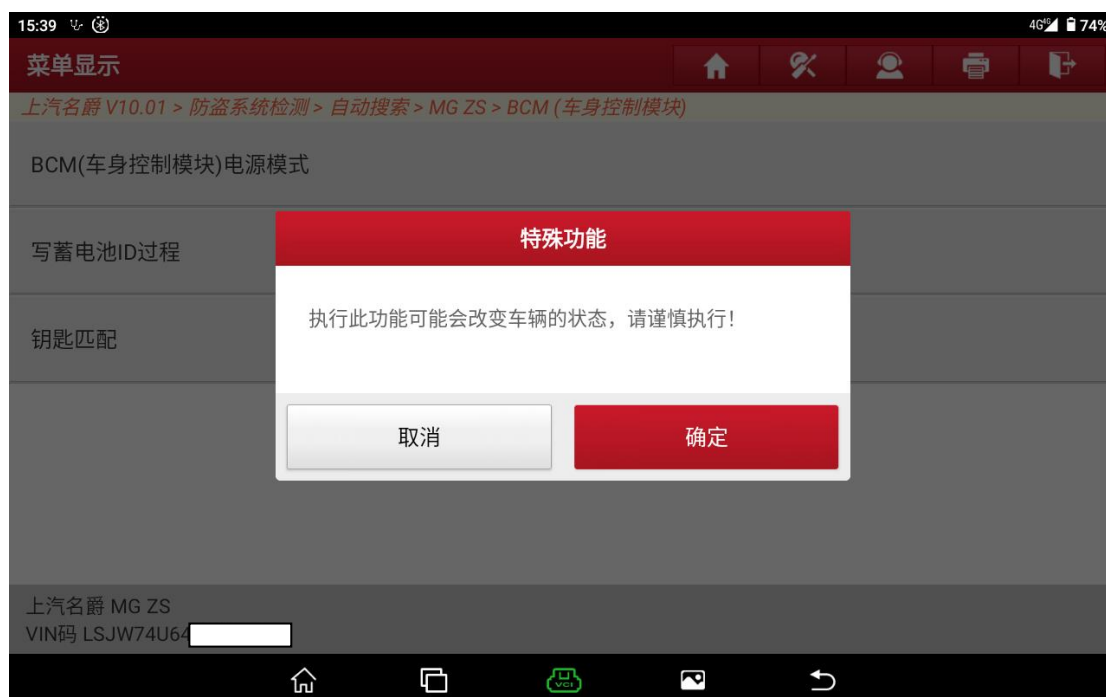 15:39
4G 4G 74%
菜单显示
上汽名爵 V10.01 > 防盗系统检测 > 自动搜索 > MG ZS > BCM (车身控制模块)
BCM(车身控制模块)电源模式
特殊功能
写蓄电池ID过程
执行此功能可能会改变车辆的状态，请谨慎执行！
钥匙匹配
取消
确定
上汽名爵 MG ZS
VIN码 LSJW74U64
VCI